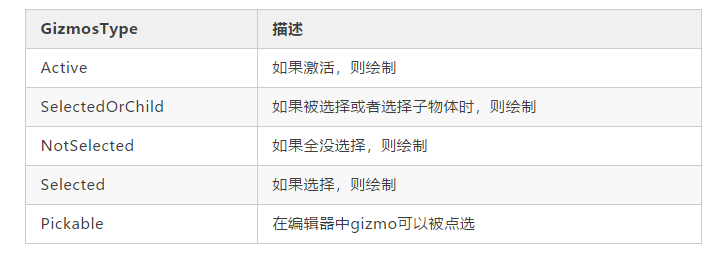 GizmosType 描述
Active 如果激活，则绘制
SelectedOrChild 如果被选择或者选择子物体时，则绘制
NotSelected 如果全没选择，则绘制
Selected 如果选择，则绘制
Pickable 在编辑器中gizmo可以被点选